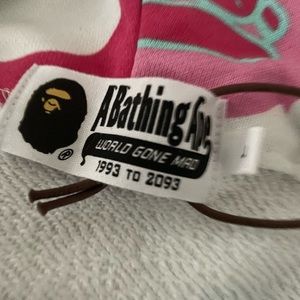 A Bathing Ape
®
WORLD GONE MAD
1993 TO 2093
L